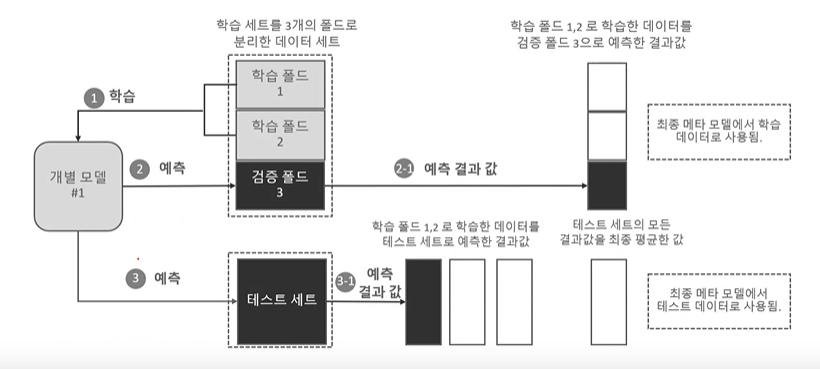 학습 세트를 3개의 폴드로
분리한 데이터 세트
학습 폴드 1,2 로 학습한 데이터를
검증 폴드 3으로 예측한 결과값
학습 폴드
1
1 학습
학습 폴드
2
최종 메타 모델에서 학습
데이터로 사용됨.
개별 모델
#1
2 예측
검증 폴드
3
2-1 예측 결과 값
학습 폴드 1,2 로 학습한 데이터를
테스트 세트로 예측한 결과값
테스트 세트의 모든
결과값을 최종 평균한 값
3 예측
테스트 세트
3-1 예측
결과 값
최종 메타 모델에서
테스트 데이터로 사용됨.